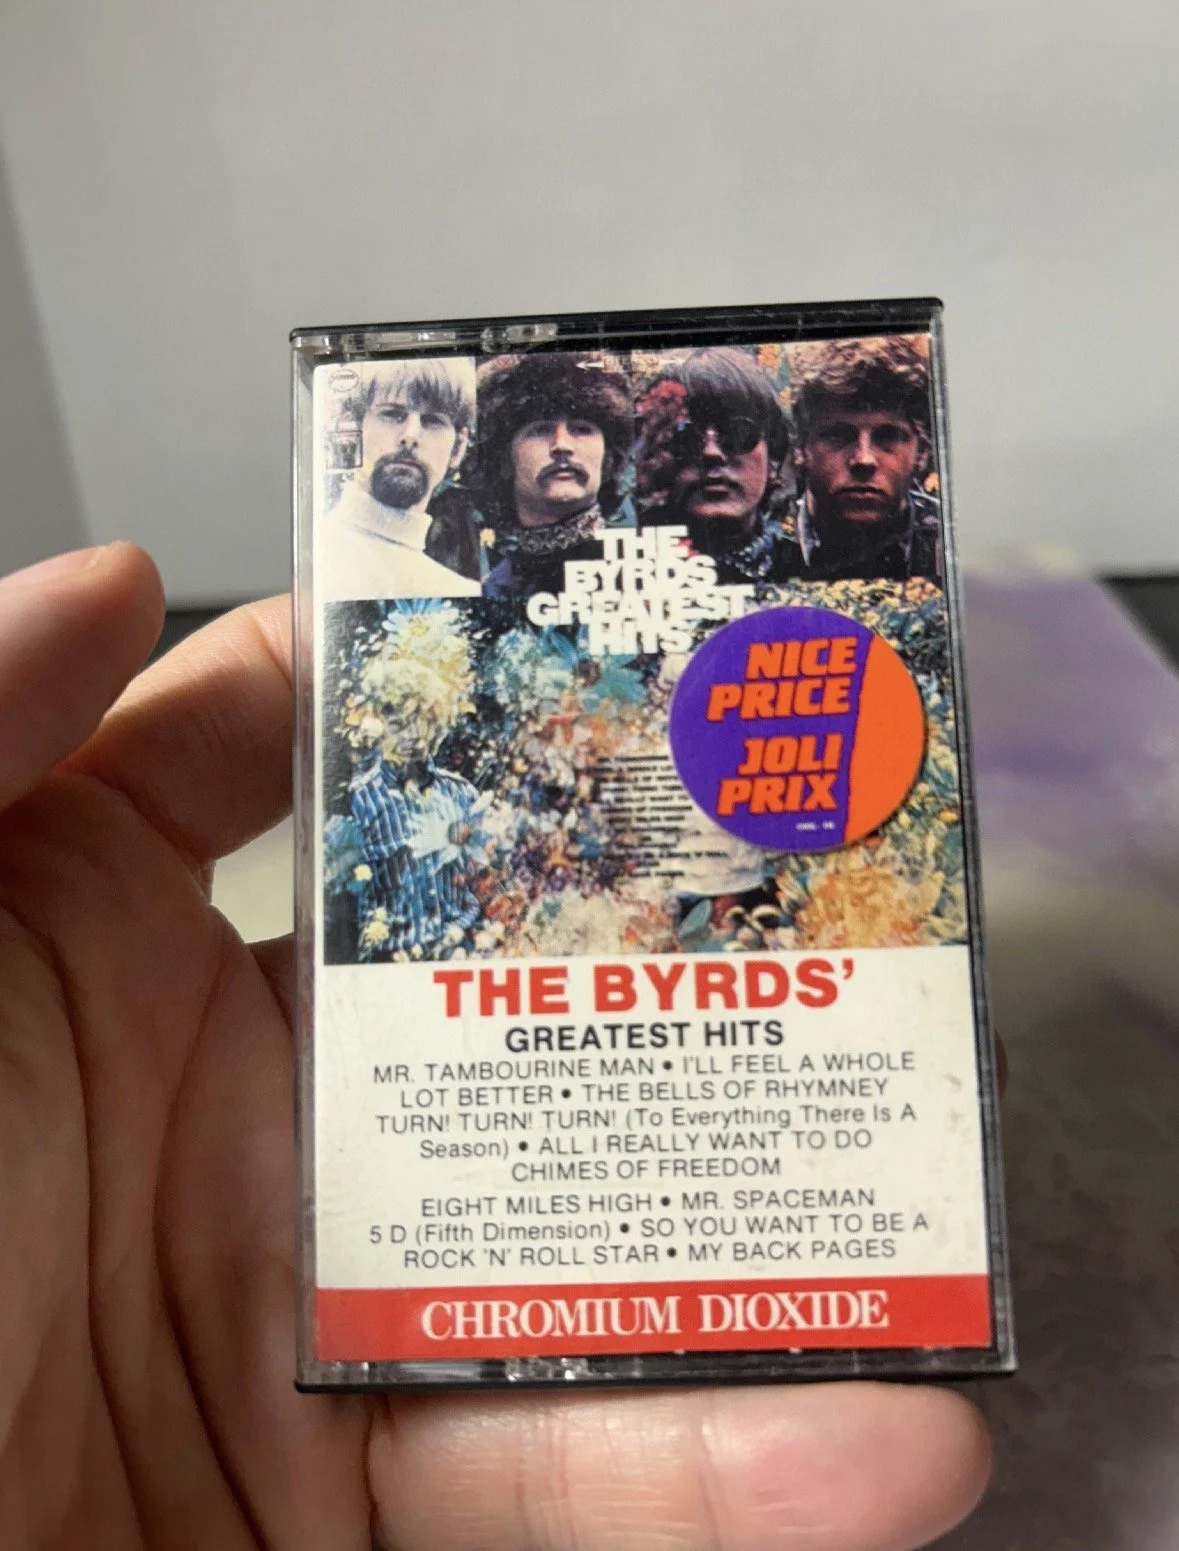 THE
BYRDS
GREATEST
HITS
NICE
PRICE
JOLI
PRIX
THE BYRDS'
GREATEST HITS
MR. TAMBOURINE MAN • I'LL FEEL A WHOLE
LOT BETTER • THE BELLS OF RHYMNEY
TURN! TURN! TURN! (To Everything There Is A
Season) • ALL I REALLY WANT TO DO
CHIMES OF FREEDOM
EIGHT MILES HIGH • MR. SPACEMAN
5 D (Fifth Dimension) • SO YOU WANT TO BE A
ROCK 'N' ROLL STAR • MY BACK PAGES
CHROMIUM DIOXIDE